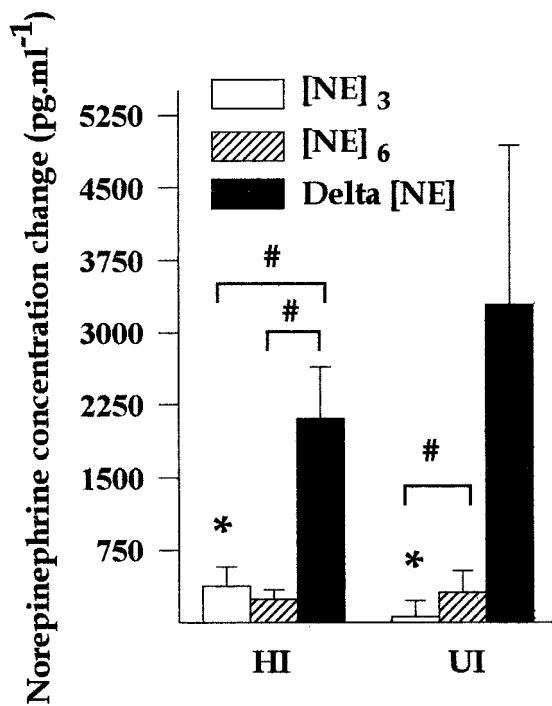 Norepinephrine concentration change (pg.ml⁻¹)
[NE] 3
[NE] 6
Delta [NE]
5250
4500
3750
3000
2250
1500
750
#
#
#
*
*
HI
UI